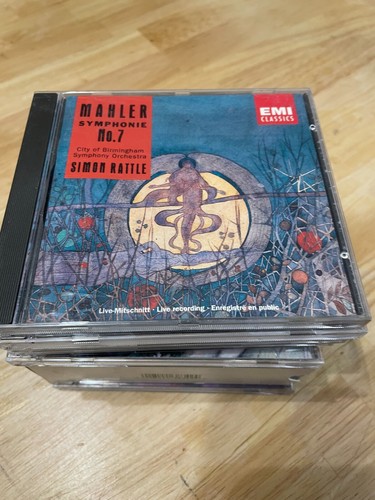 MAHLER
SYMPHONIE
No.7
City of Birmingham
Symphony Orchestra
SIMON RATTLE
EMI
CLASSICS
Live-Mitschnitt · Live recording · Enregistré en public